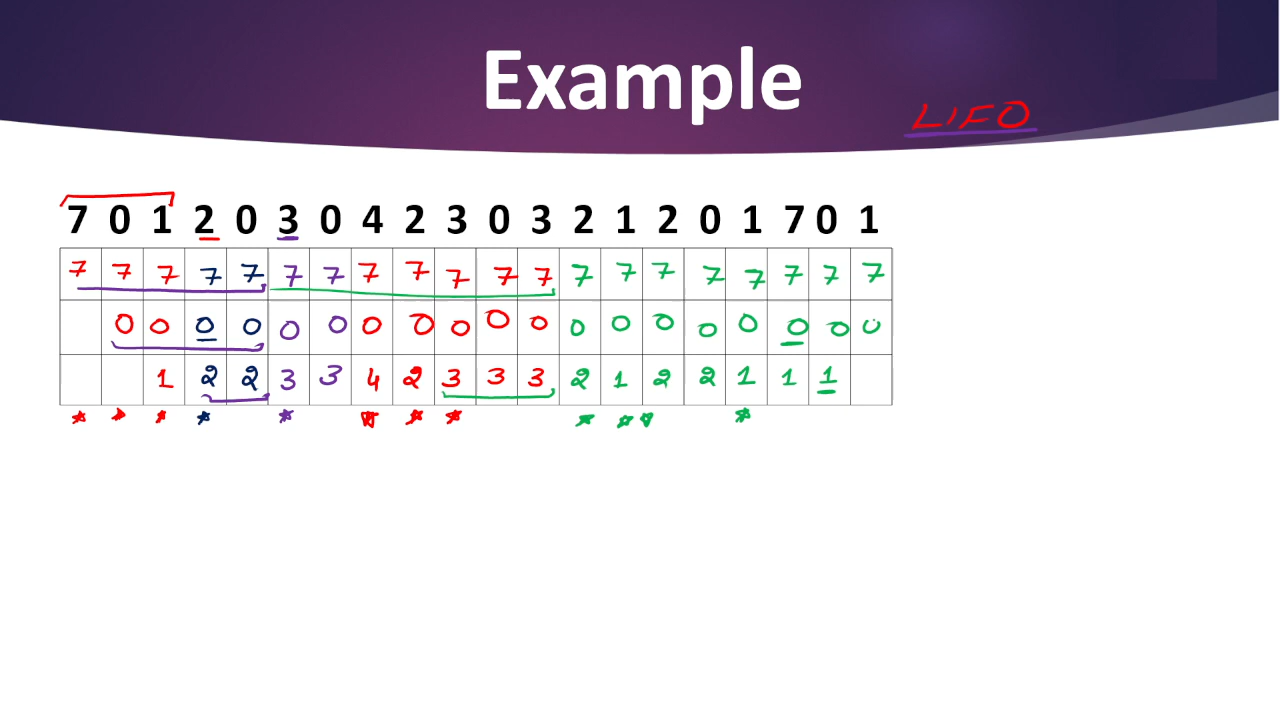 Example
LIFO
7 0 1 2 0 3 0 4 2 3 0 3 2 1 2 0 1 7 0 1
7 7 7 7 7 7 7 7 7 7 7 7 7 7 7 7 7 7 7 7
0 0 0 0 0 0 0 0 0 0 0 0 0 0 0 0 0 0 0
1 2 2 3 3 4 2 3 3 3 2 1 2 2 1 1 1